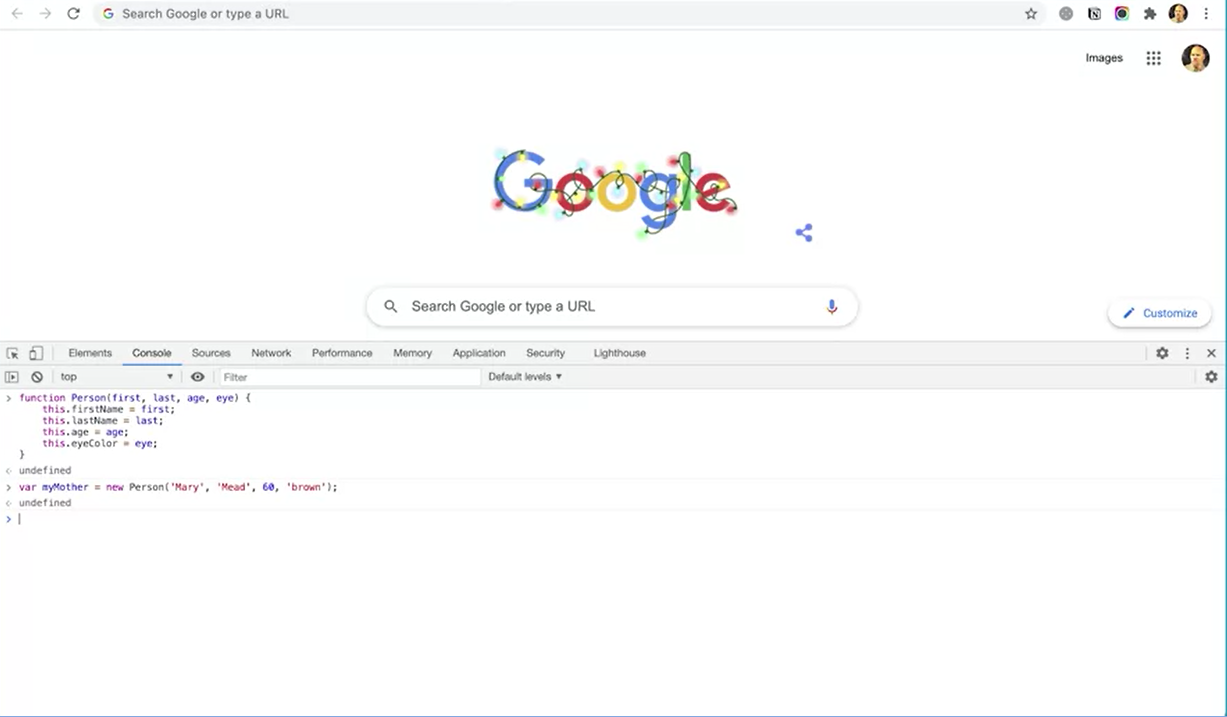 Search Google or type a URL
Images
Google
Search Google or type a URL
Customize
Elements Console Sources Network Performance Memory Application Security Lighthouse
top Filter Default levels
function Person(first, last, age, eye) {
this.firstName = first;
this.lastName = last;
this.age = age;
this.eyeColor = eye;
}
undefined
var myMother = new Person('Mary', 'Mead', 60, 'brown');
undefined